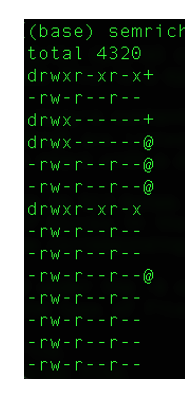 (base) semrich
total 4320
drwxr-xr-x+
-rw-r--r--
drwx------+
drwx------@
-rw-r--r--@
-rw-r--r--@
drwxr-xr-x
-rw-r--r--
-rw-r--r--
-rw-r--r--@
-rw-r--r--
-rw-r--r--
-rw-r--r--
-rw-r--r--